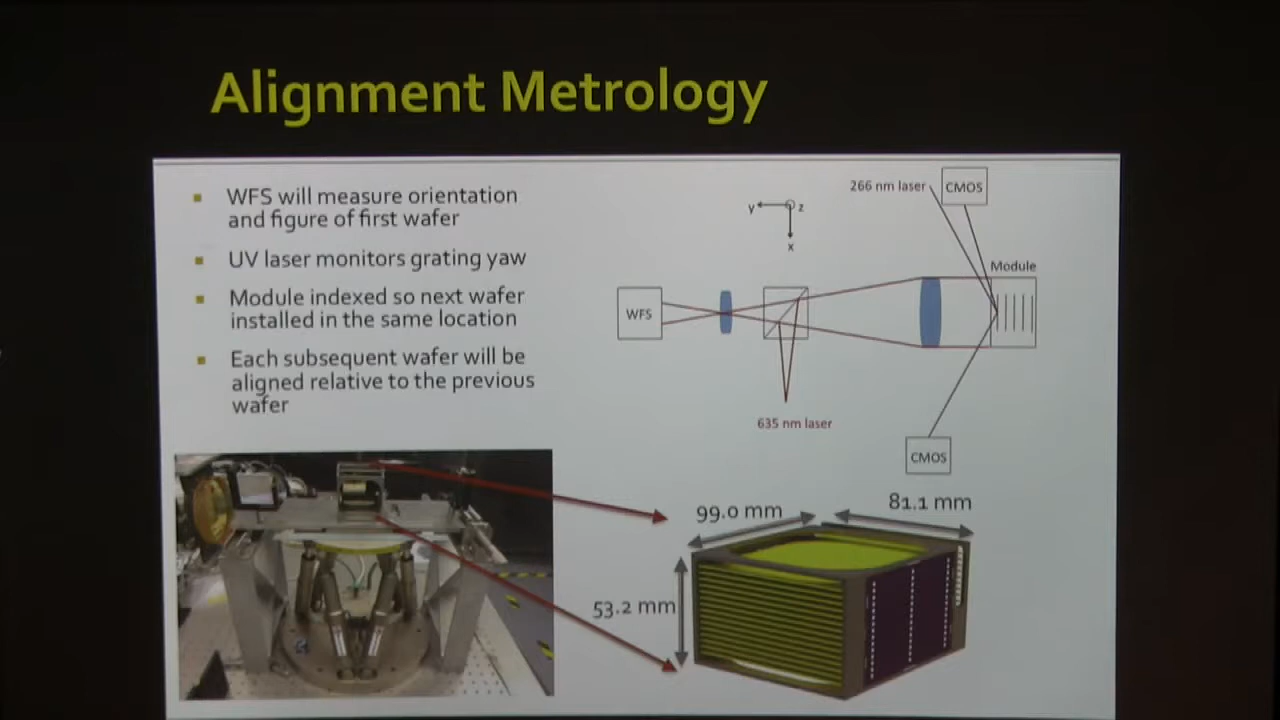 Alignment Metrology
WFS will measure orientation
and figure of first wafer
UV laser monitors grating yaw
Module indexed so next wafer
installed in the same location
Each subsequent wafer will be
aligned relative to the previous
wafer
266 nm laser
CMOS
y
z
x
Module
WFS
635 nm laser
CMOS
99.0 mm
81.1 mm
53.2 mm